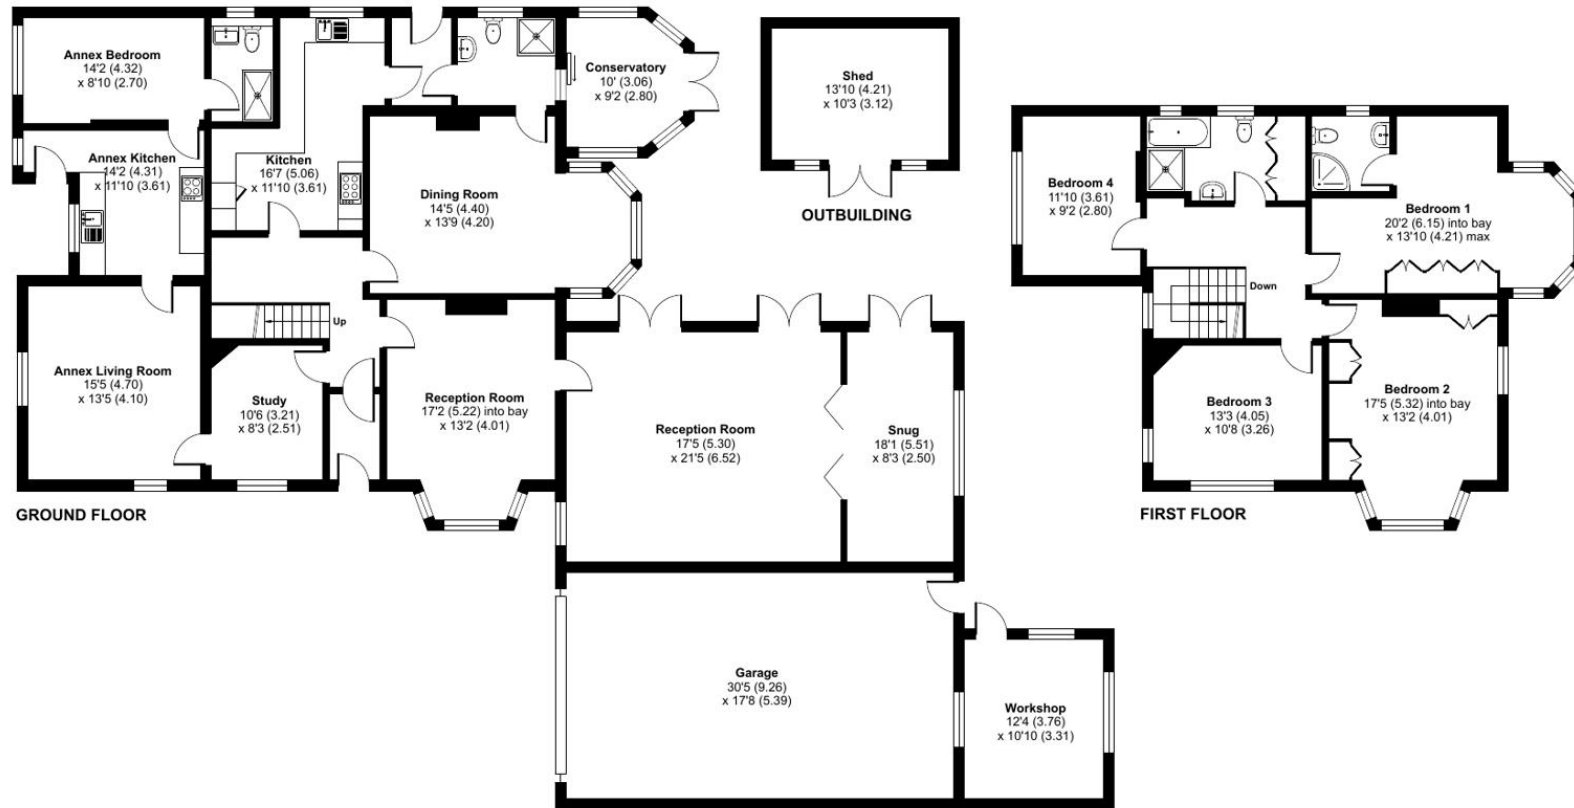 Annex Bedroom
14'2 (4.32)
x 8'10 (2.70)
Annex Kitchen
14'2 (4.31)
x 11'10 (3.61)
Kitchen
16'7 (5.06)
x 11'10 (3.61)
Conservatory
10' (3.06)
x 9'2 (2.80)
Dining Room
14'5 (4.40)
x 13'9 (4.20)
Up
Annex Living Room
15'5 (4.70)
x 13'5 (4.10)
Study
10'6 (3.21)
x 8'3 (2.51)
Reception Room
17'2 (5.22) into bay
x 13'2 (4.01)
Reception Room
17'5 (5.30)
x 21'5 (6.52)
Snug
18'1 (5.51)
x 8'3 (2.50)
GROUND FLOOR
Garage
30'5 (9.26)
x 17'8 (5.39)
Workshop
12'4 (3.76)
x 10'10 (3.31)
Shed
13'10 (4.21)
x 10'3 (3.12)
OUTBUILDING
Bedroom 4
11'10 (3.61)
x 9'2 (2.80)
Bedroom 1
20'2 (6.15) into bay
x 13'10 (4.21) max
Down
Bedroom 3
13'3 (4.05)
x 10'8 (3.26)
Bedroom 2
17'5 (5.32) into bay
x 13'2 (4.01)
FIRST FLOOR